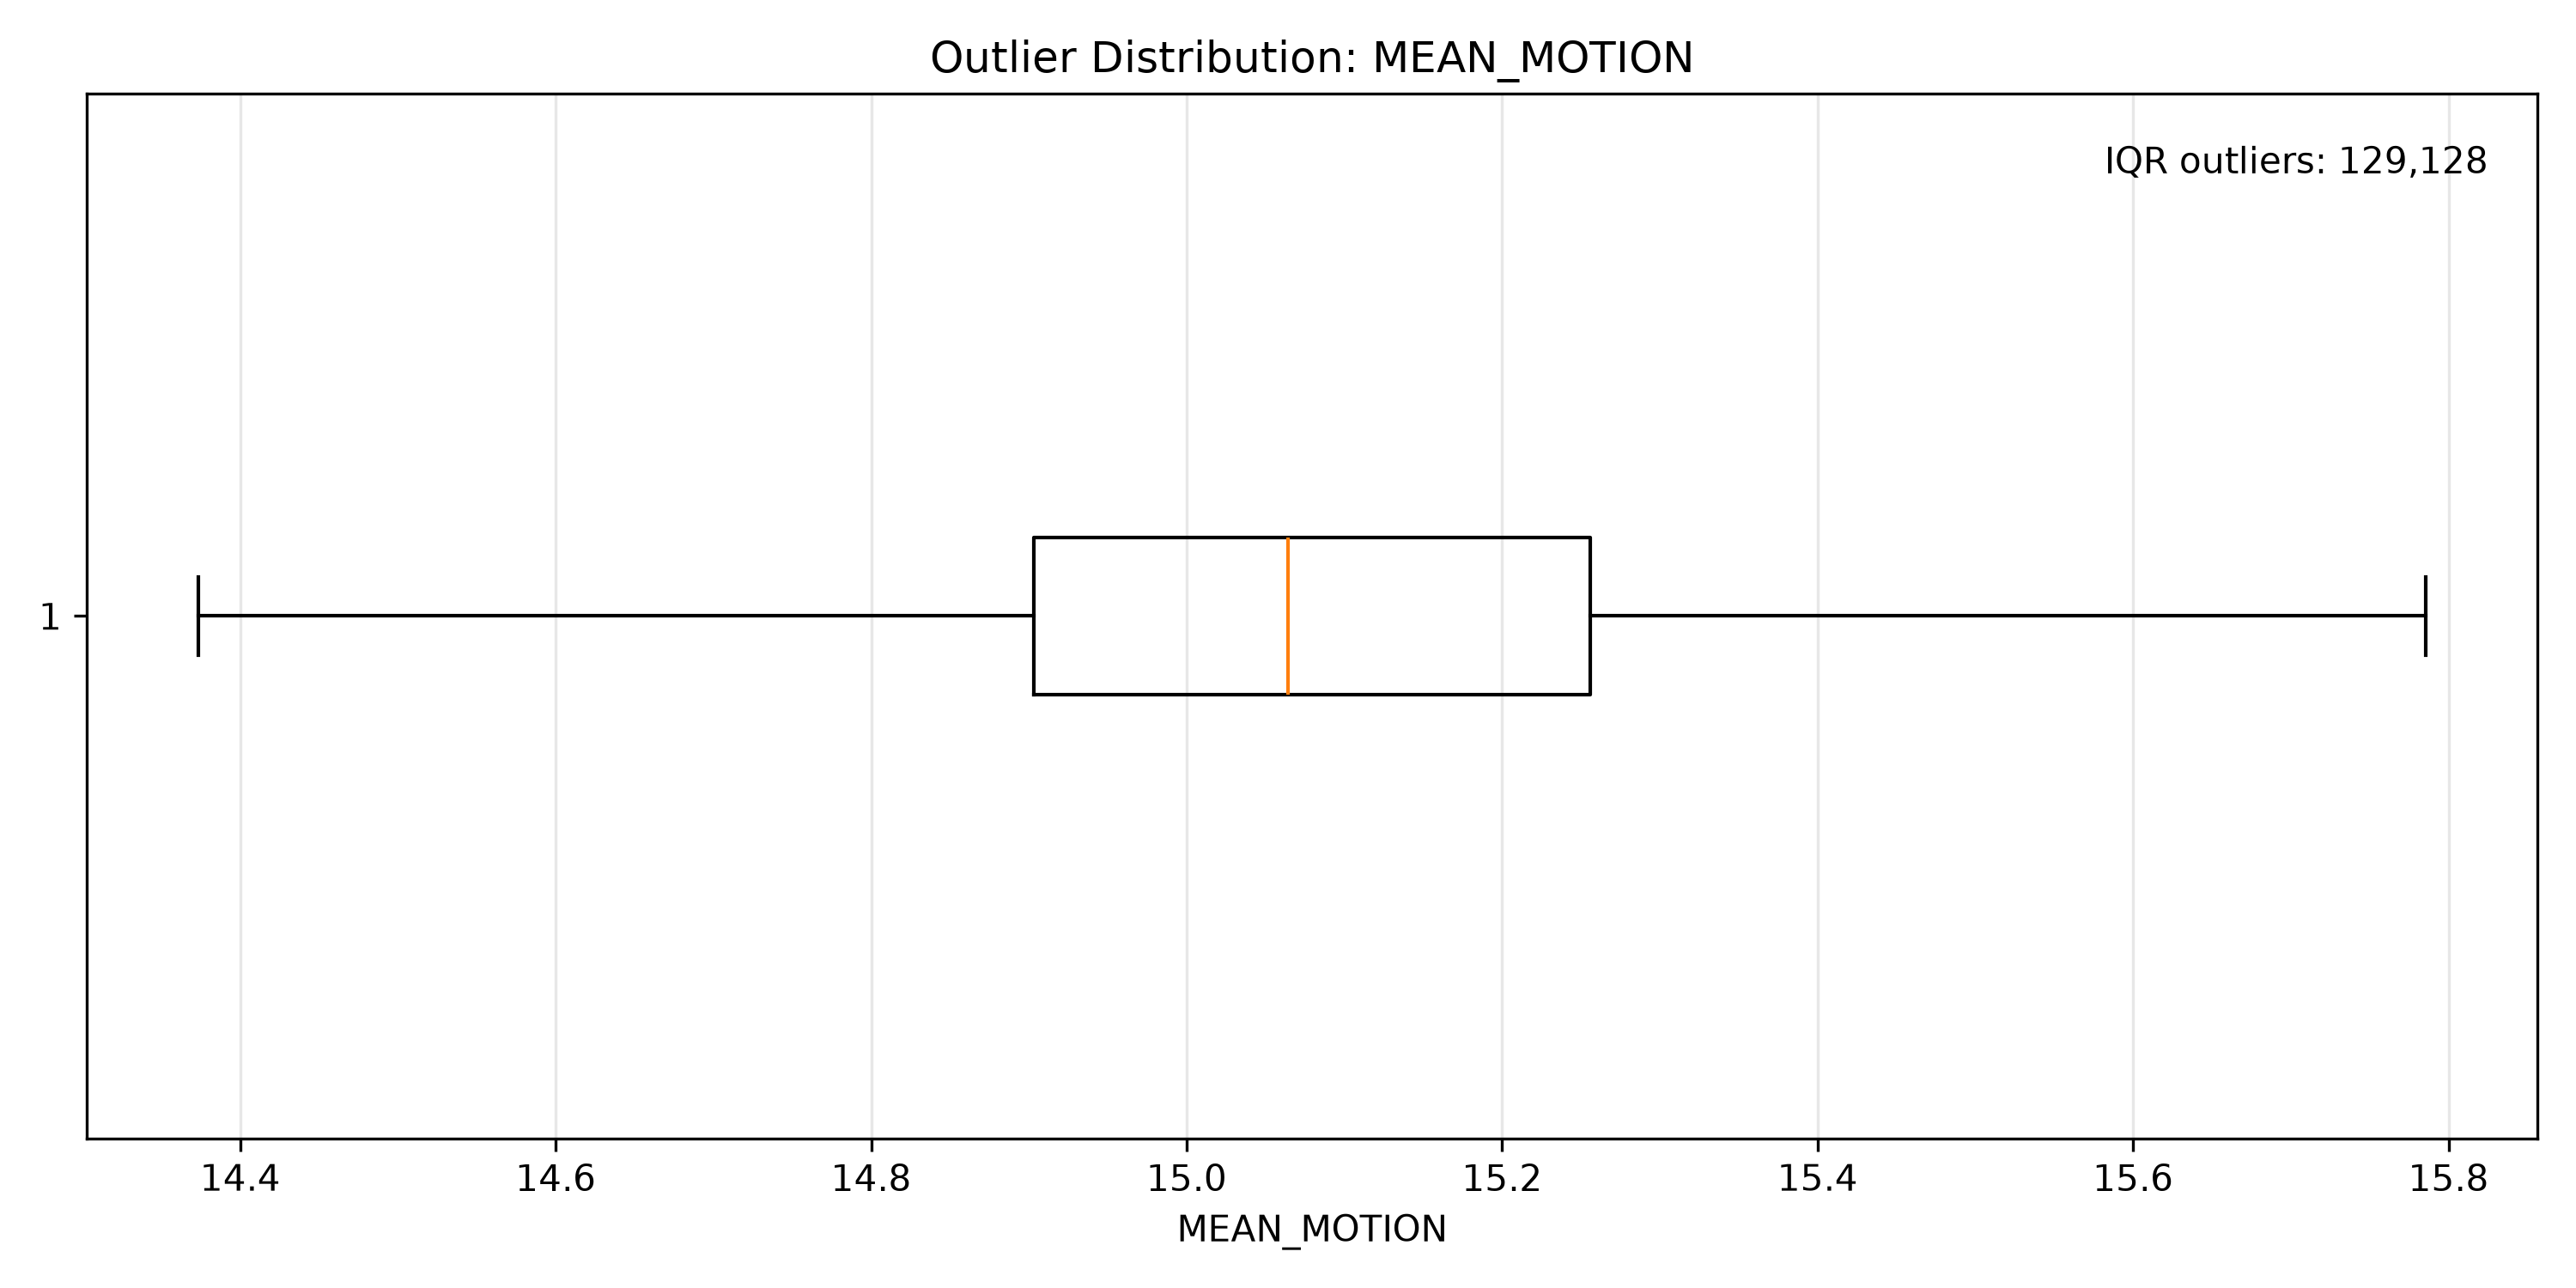 Outlier Distribution: MEAN_MOTION
IQR outliers: 129,128
1
14.4 14.6 14.8 15.0 15.2 15.4 15.6 15.8
MEAN_MOTION